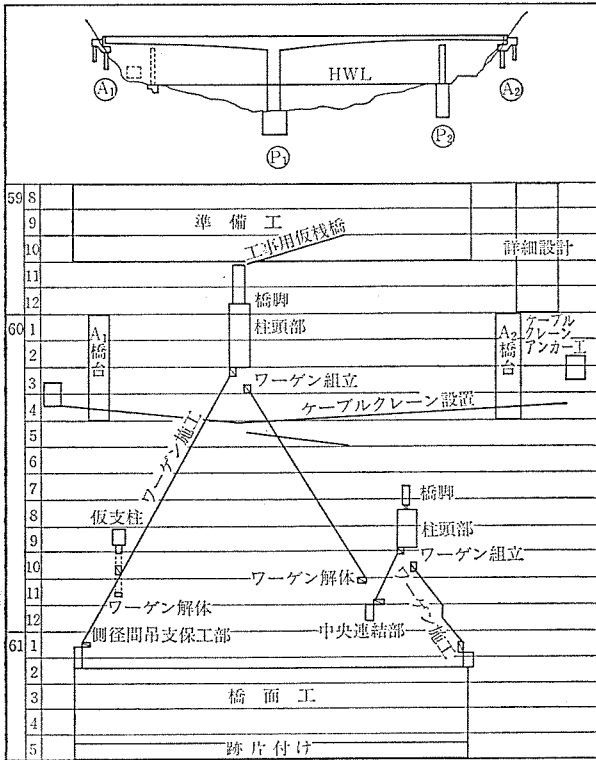 HWL
A1
P1
P2
A2
59
8
9
10
11
12
60
1
2
3
4
5
6
7
8
9
10
11
12
61
1
2
3
4
5
準備工
工事用仮桟橋
詳細設計
橋脚
A1橋台
柱頭部
A2橋台
ケーブル
クレーン
アンカー工
ワーゲン組立
ケーブルクレーン設置
ワーゲン施工
仮支柱
橋脚
柱頭部
ワーゲン組立
ワーゲン解体
ワーゲン解体
ワーゲン施工
側径間吊支保工部
中央連結部
橋面工
跡片付け